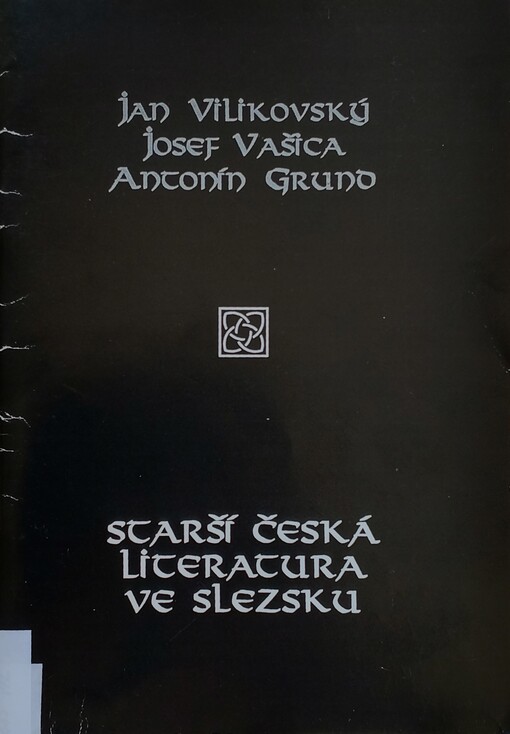 Jan Vilikovský
Josef Vašica
Antonín Grund
Starší česká
literatura
ve Slezsku